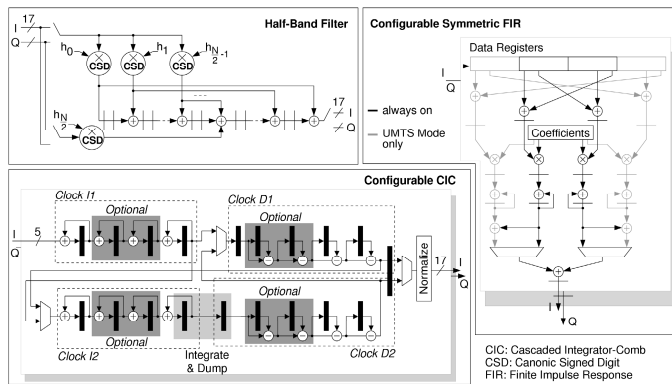 Half-Band Filter
17
I
Q
h0
h1
hN/2-1
CSD
CSD
CSD
17
I
Q
hN/2
CSD
Configurable Symmetric FIR
Data Registers
I
Q
always on
UMTS Mode
only
Coefficients
I
Q
Configurable CIC
Clock I1
Optional
Clock D1
Optional
I
Q
5
Normalize
17
I
Q
Optional
Clock I2
Integrate
& Dump
Optional
Clock D2
CIC: Cascaded Integrator-Comb
CSD: Canonic Signed Digit
FIR: Finite Impulse Response